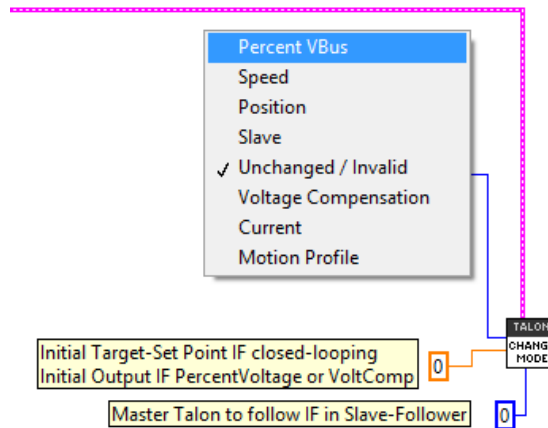 Percent VBus
Speed
Position
Slave
Unchanged / Invalid
Voltage Compensation
Current
Motion Profile
TALON
CHANG
MODE
Initial Target-Set Point IF closed-looping
Initial Output IF PercentVoltage or VoltComp
0
Master Talon to follow IF in Slave-Follower
0